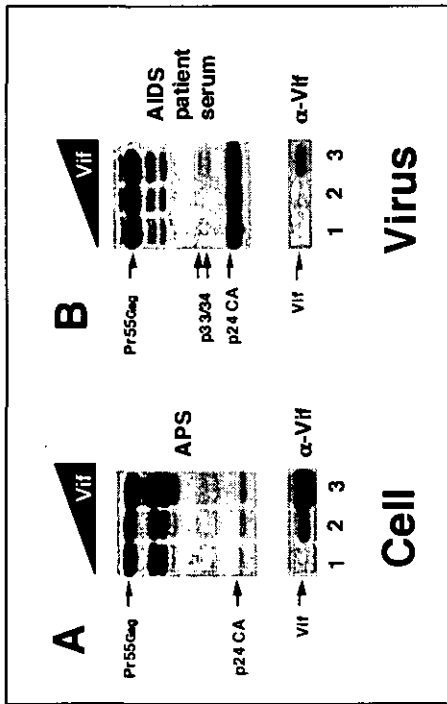 A
Vif
Pr55Gag
APS
p24 CA
Vif
α-Vif
1 2 3
Cell
B
Vif
Pr55Gag
AIDS
patient
serum
p33/34
p24 CA
Vif
α-Vif
1 2 3
Virus